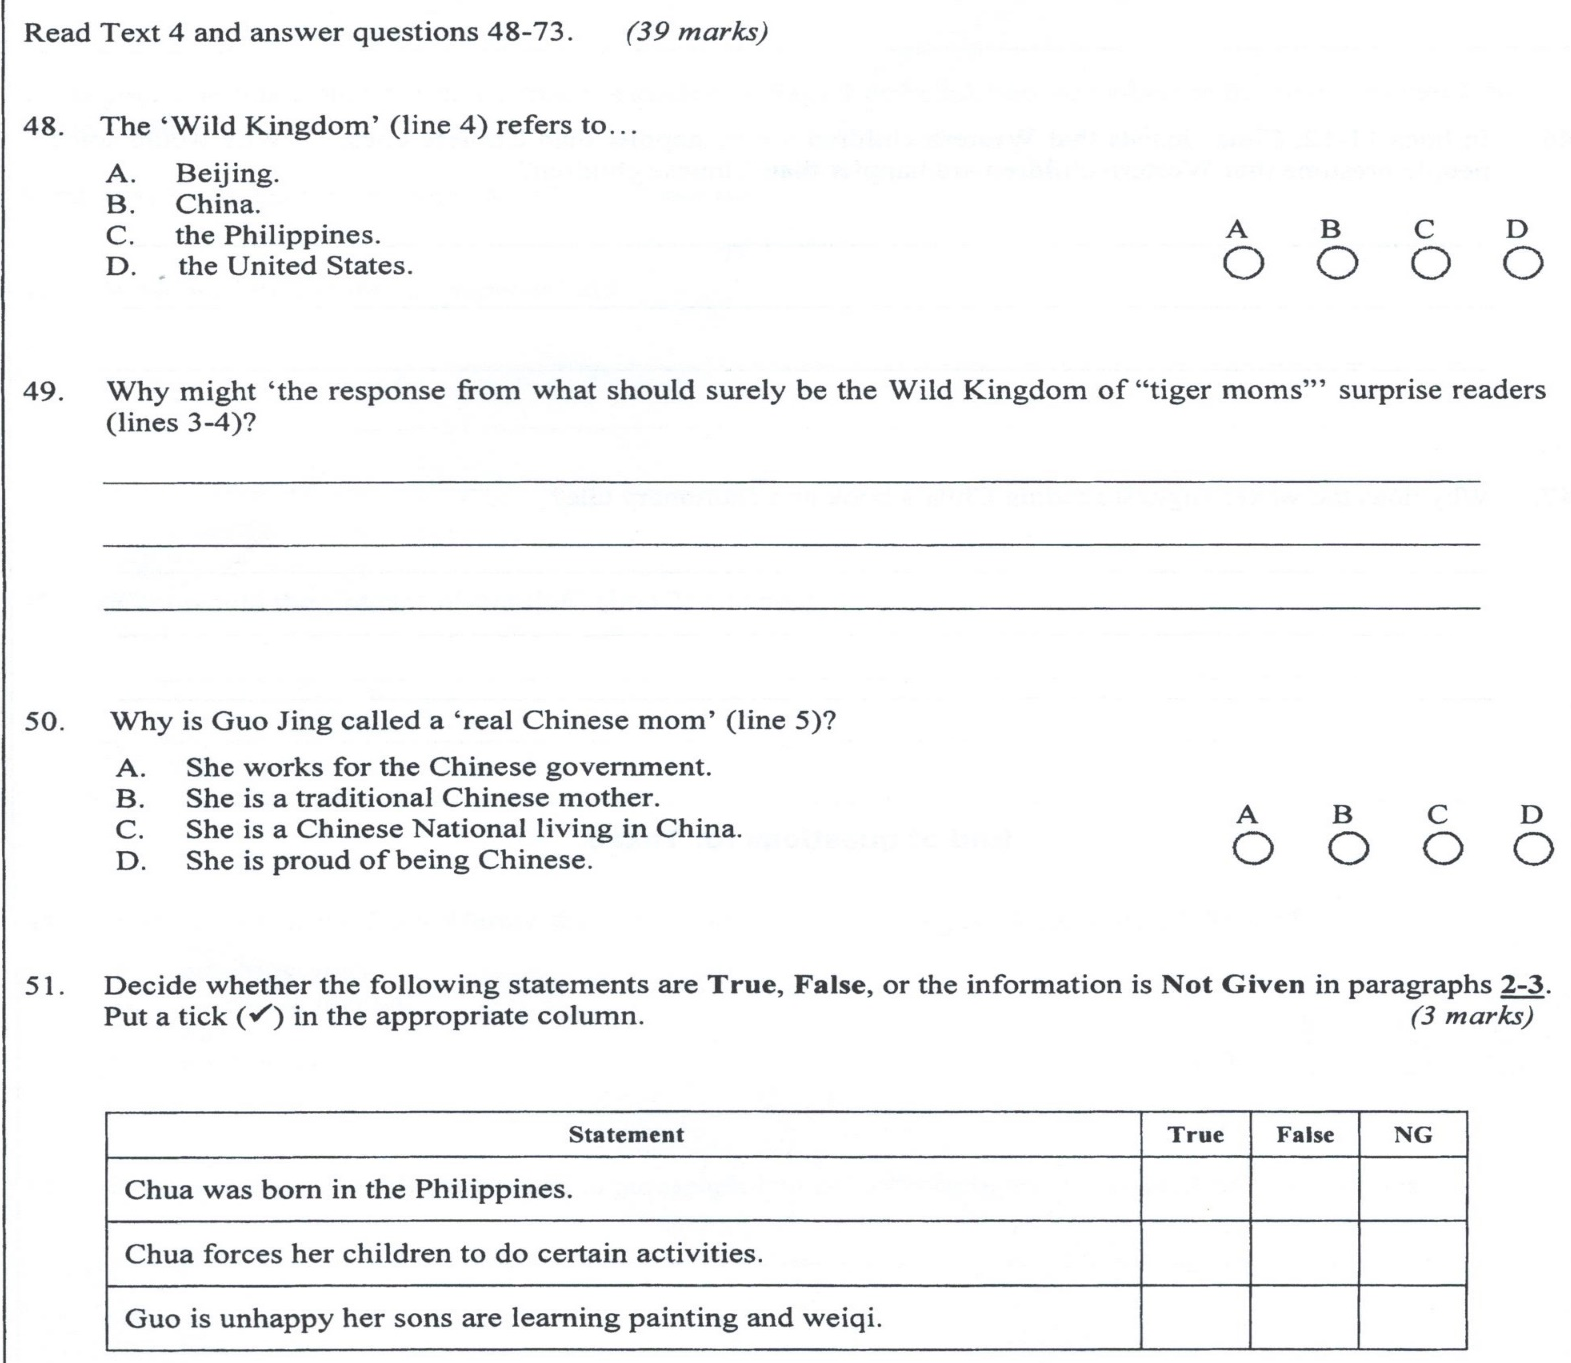 Read Text 4 and answer questions 48-73. (39 marks)
48. The ‘Wild Kingdom’ (line 4) refers to…
A. Beijing.
B. China.
C. the Philippines.
D. the United States.
A B C D
49. Why might ‘the response from what should surely be the Wild Kingdom of “tiger moms”’ surprise readers
(lines 3-4)?
50. Why is Guo Jing called a ‘real Chinese mom’ (line 5)?
A. She works for the Chinese government.
B. She is a traditional Chinese mother.
C. She is a Chinese National living in China.
D. She is proud of being Chinese.
A B C D
51. Decide whether the following statements are True, False, or the information is Not Given in paragraphs 2-3.
Put a tick (✓) in the appropriate column. (3 marks)
Statement True False NG
Chua was born in the Philippines.
Chua forces her children to do certain activities.
Guo is unhappy her sons are learning painting and weiqi.